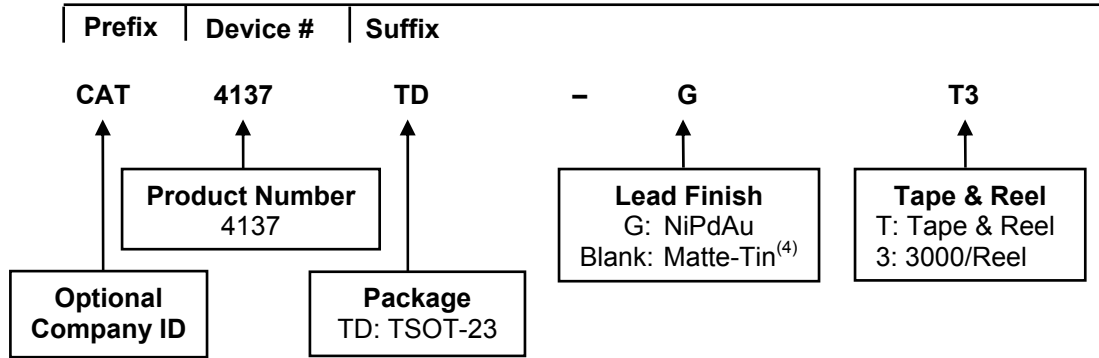 Prefix Device # Suffix
CAT 4137 TD – G T3
Product Number
4137
Lead Finish
G: NiPdAu
Blank: Matte-Tin(4)
Tape & Reel
T: Tape & Reel
3: 3000/Reel
Optional
Company ID
Package
TD: TSOT-23